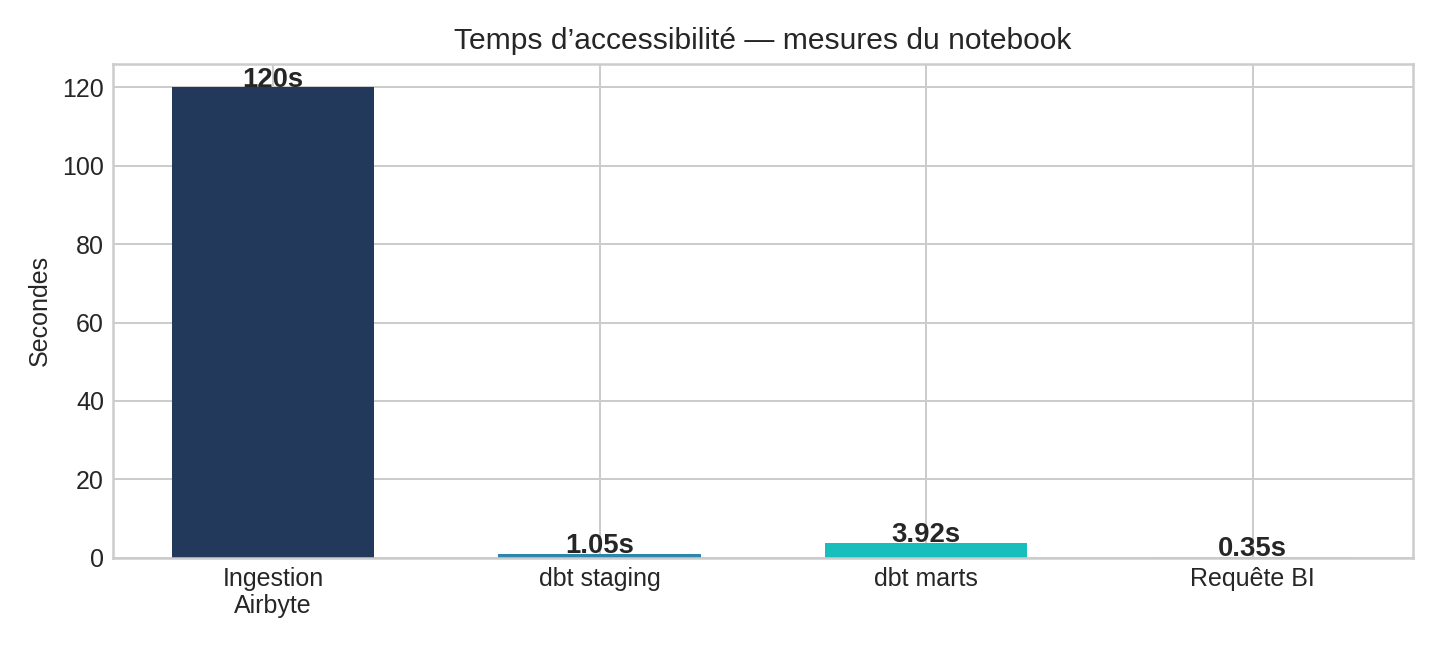 Temps d’accessibilité — mesures du notebook
Secondes
120
100
80
60
40
20
0
120s
1.05s
3.92s
0.35s
Ingestion
Airbyte
dbt staging
dbt marts
Requête BI